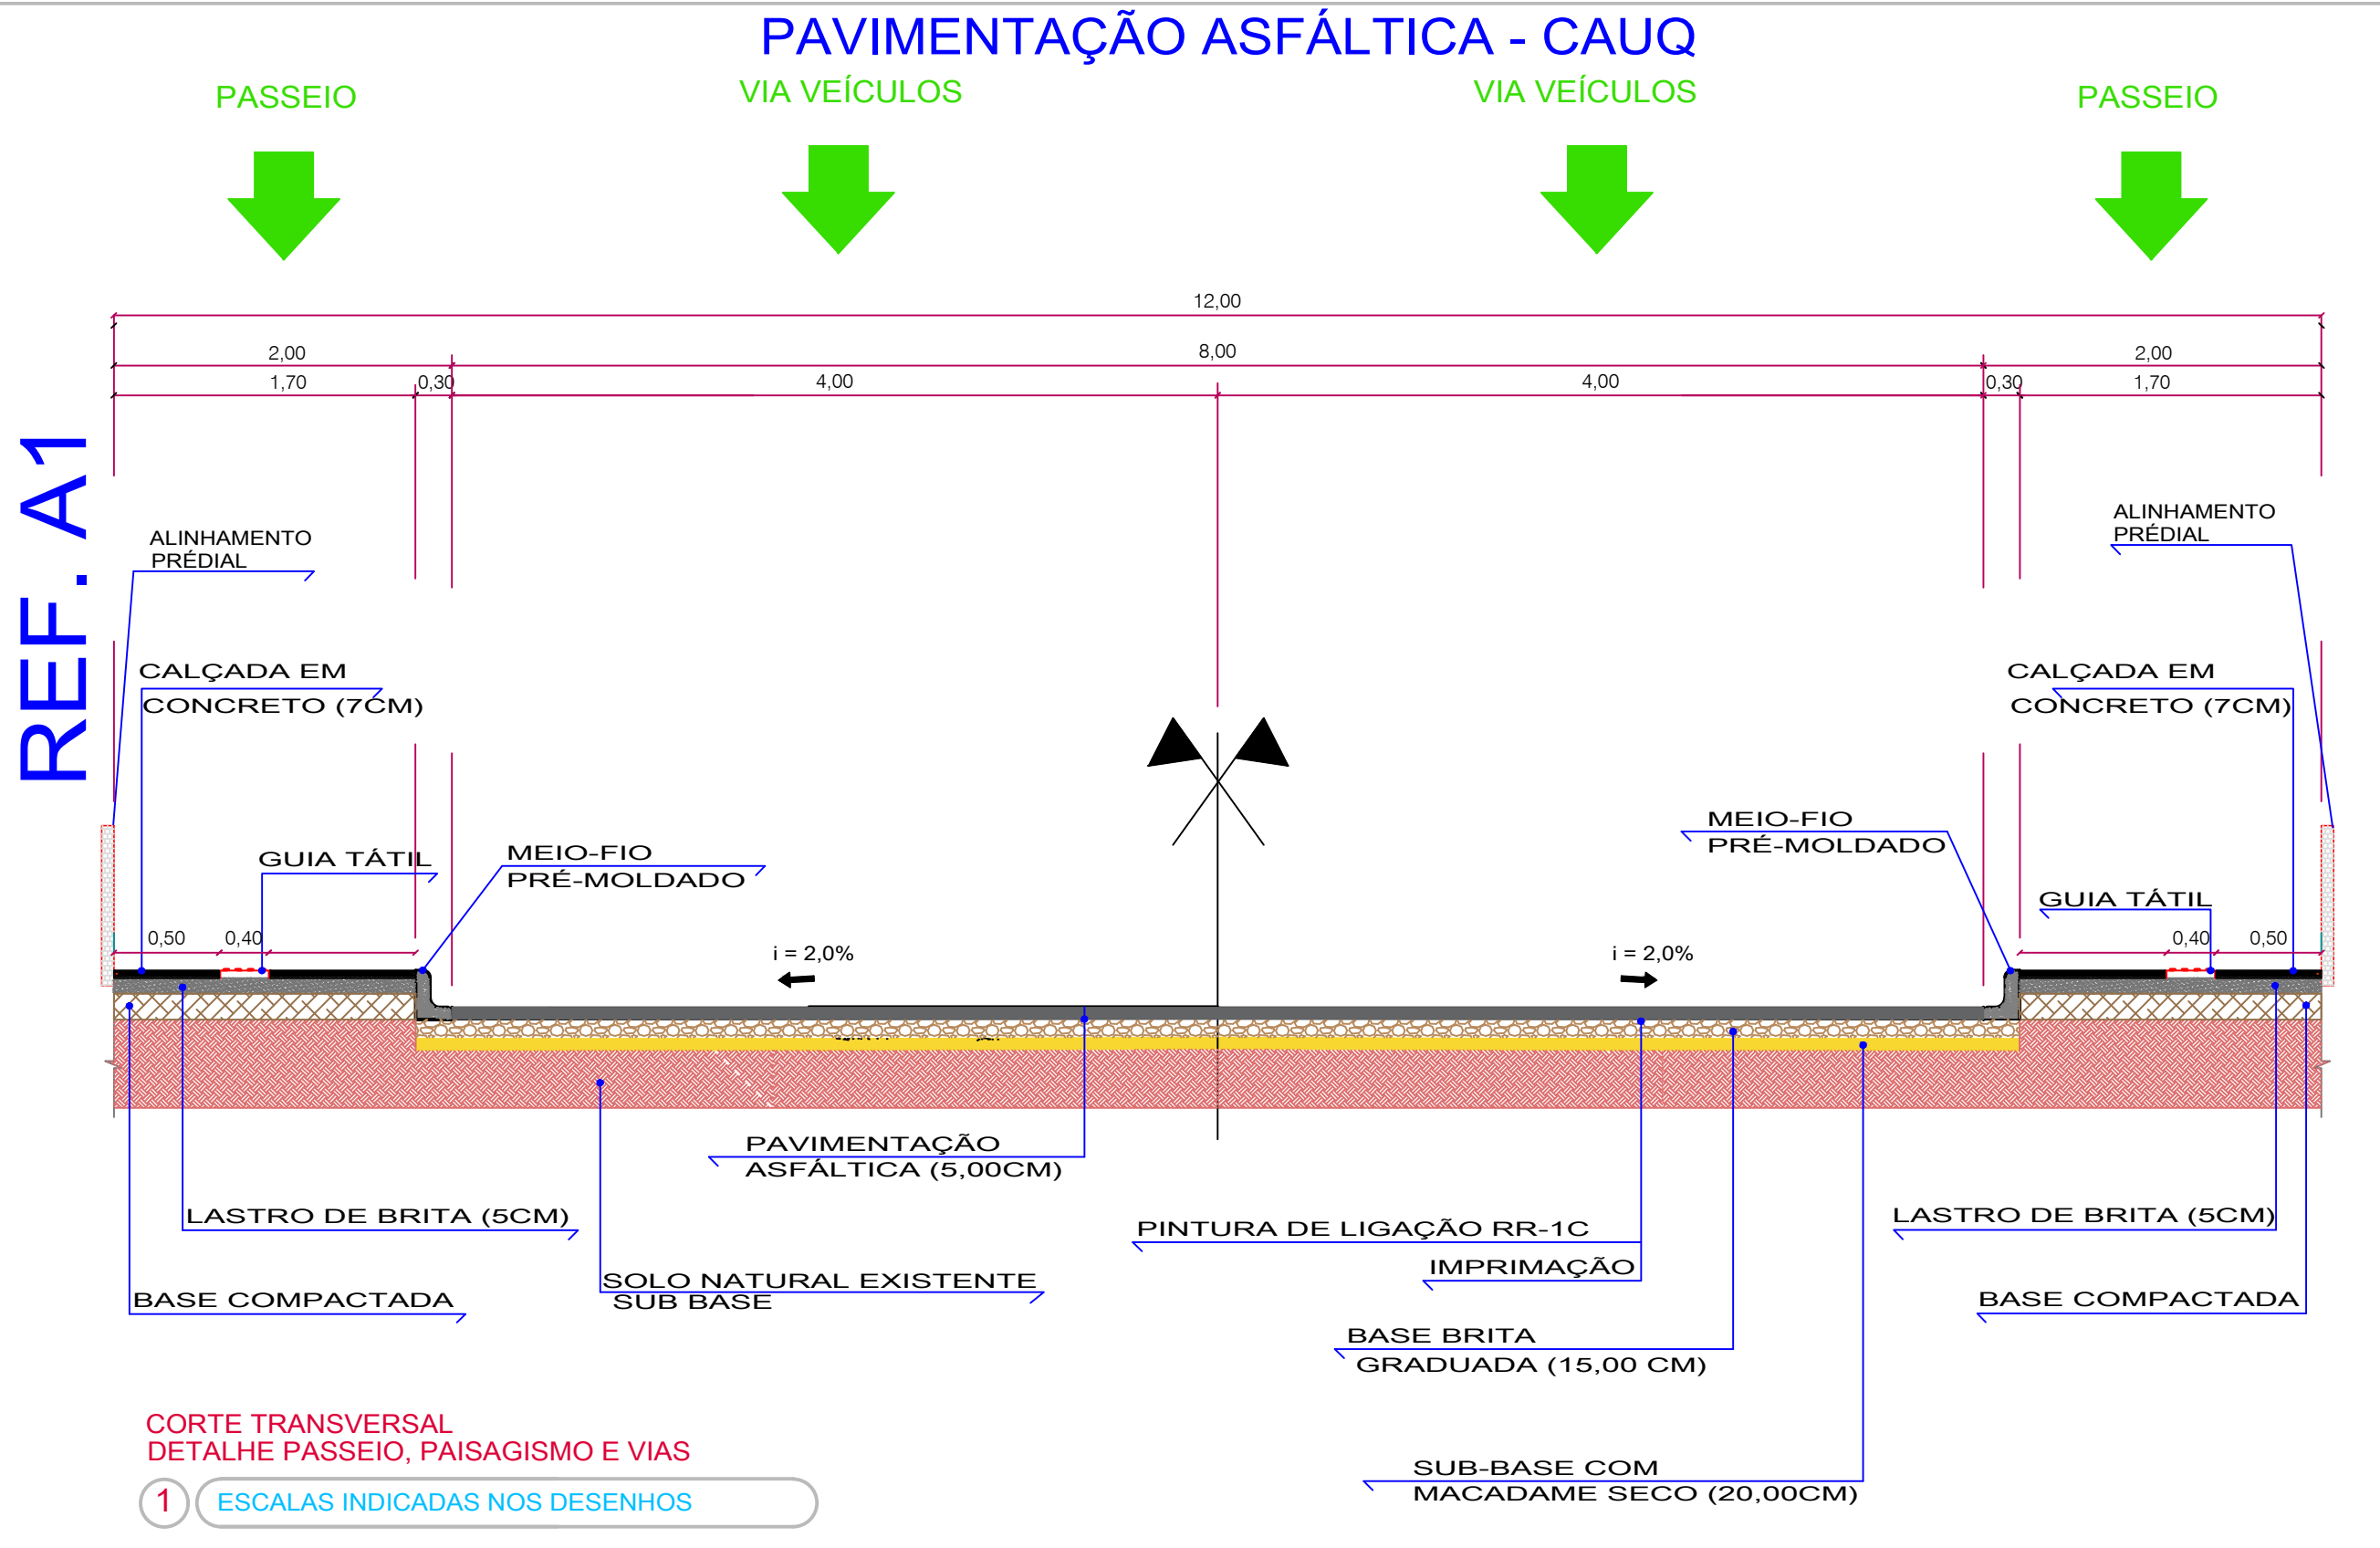 PAVIMENTAÇÃO ASFÁLTICA - CAUQ
PASSEIO
VIA VEÍCULOS
VIA VEÍCULOS
PASSEIO
12,00
2,00
8,00
2,00
1,70
0,30
4,00
4,00
0,30
1,70
REF. A1
ALINHAMENTO
PRÉDIAL
ALINHAMENTO
PRÉDIAL
CALÇADA EM
CONCRETO (7CM)
CALÇADA EM
CONCRETO (7CM)
GUIA TÁTIL
MEIO-FIO
PRÉ-MOLDADO
MEIO-FIO
PRÉ-MOLDADO
GUIA TÁTIL
0,50
0,40
i = 2,0%
i = 2,0%
0,40
0,50
PAVIMENTAÇÃO
ASFÁLTICA (5,00CM)
LASTRO DE BRITA (5CM)
PINTURA DE LIGAÇÃO RR-1C
LASTRO DE BRITA (5CM)
IMPRIMAÇÃO
BASE COMPACTADA
SOLO NATURAL EXISTENTE
SUB BASE
BASE COMPACTADA
BASE BRITA
GRADUADA (15,00 CM)
SUB-BASE COM
MACADAME SECO (20,00CM)
CORTE TRANSVERSAL
DETALHE PASSEIO, PAISAGISMO E VIAS
1
ESCALAS INDICADAS NOS DESENHOS